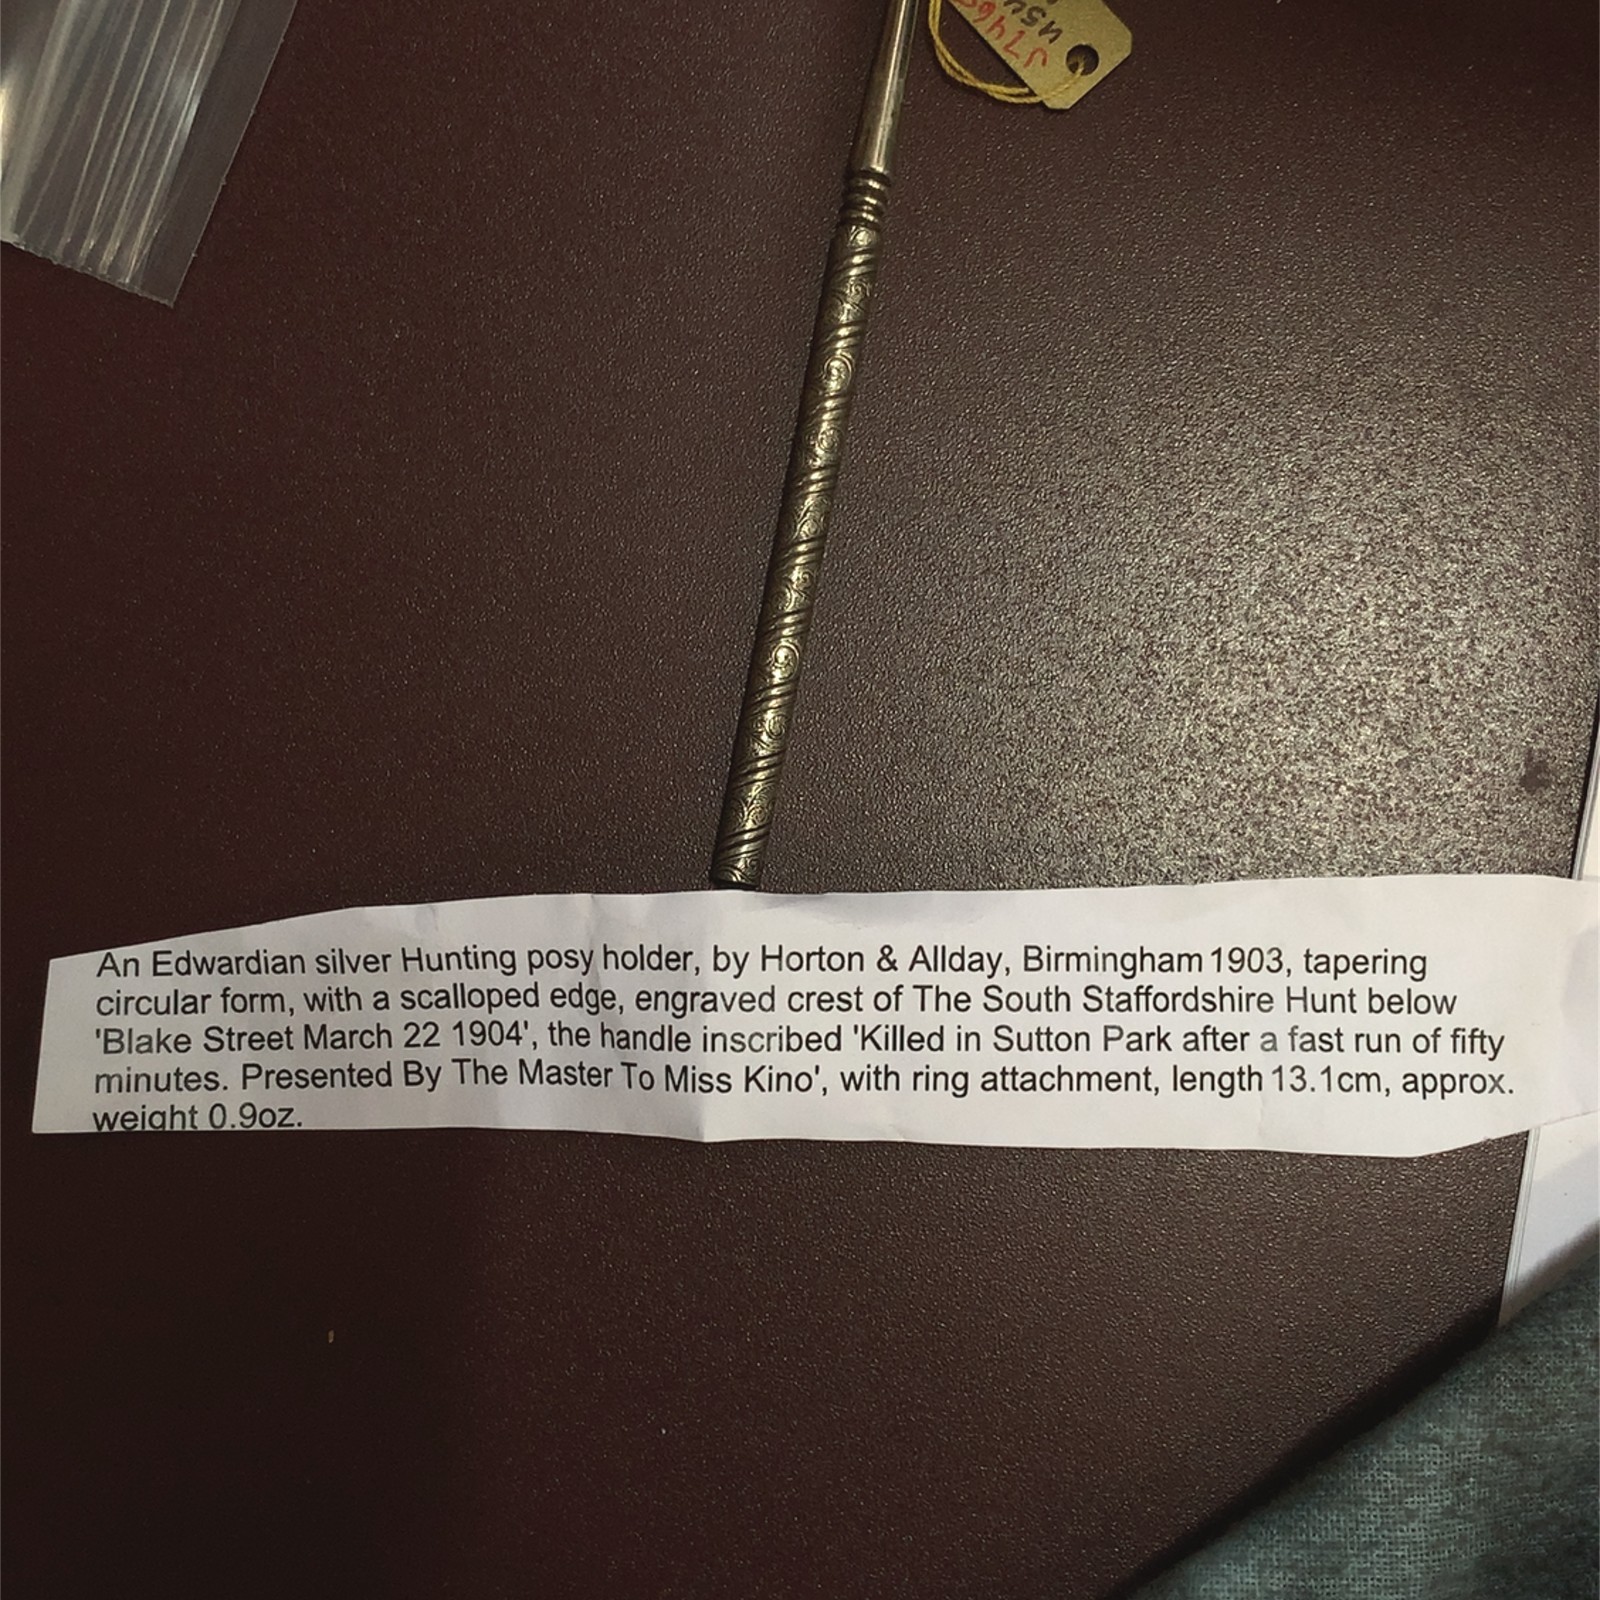 An Edwardian silver Hunting posy holder, by Horton & Allday, Birmingham 1903, tapering
circular form, with a scalloped edge, engraved crest of The South Staffordshire Hunt below
'Blake Street March 22 1904', the handle inscribed 'Killed in Sutton Park after a fast run of fifty
minutes. Presented By The Master To Miss Kino', with ring attachment, length 13.1cm, approx.
weight 0.9oz.